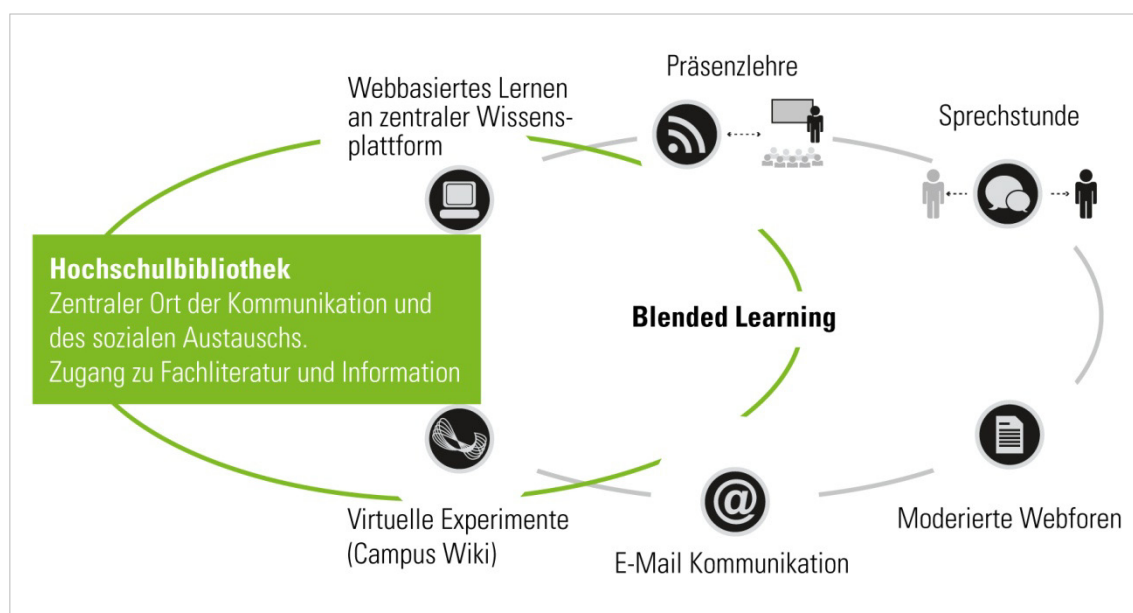 Webbasiertes Lernen
an zentraler Wissens-
plattform
Präsenzlehre
Sprechstunde
Hochschulbibliothek
Zentraler Ort der Kommunikation und
des sozialen Austauschs.
Zugang zu Fachliteratur und Information
Blended Learning
Virtuelle Experimente
(Campus Wiki)
@
E-Mail Kommunikation
Moderierte Webforen